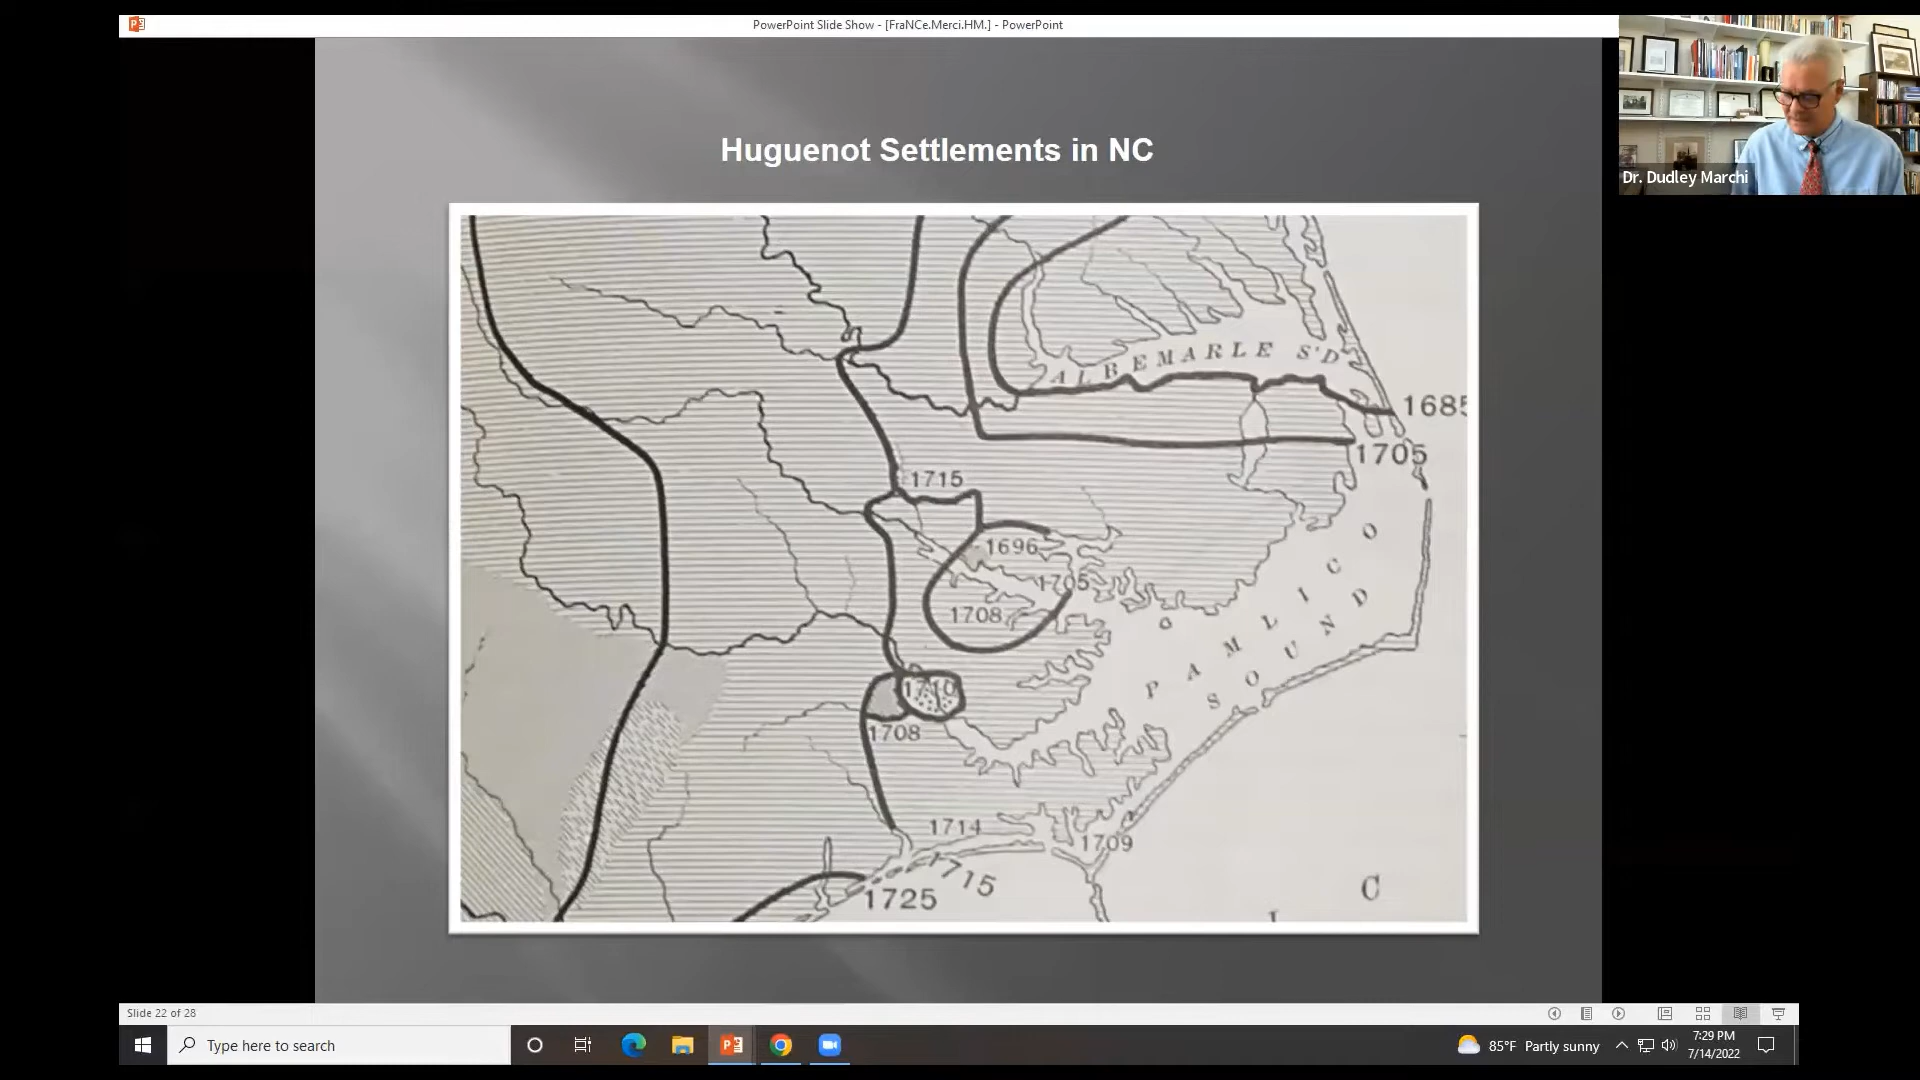 PowerPoint Slide Show - [FraNCe.Merci.HM.] - PowerPoint
Dr. Dudley Marchi
Huguenot Settlements in NC
ALBEMARLE S'D
1685
1705
1715
1696
1705
1708
PAMLICO
SOUND
1710
1708
1714
1709
1715
1725
C
I
Slide 22 of 28
Type here to search
85°F Partly sunny
7:29 PM
7/14/2022